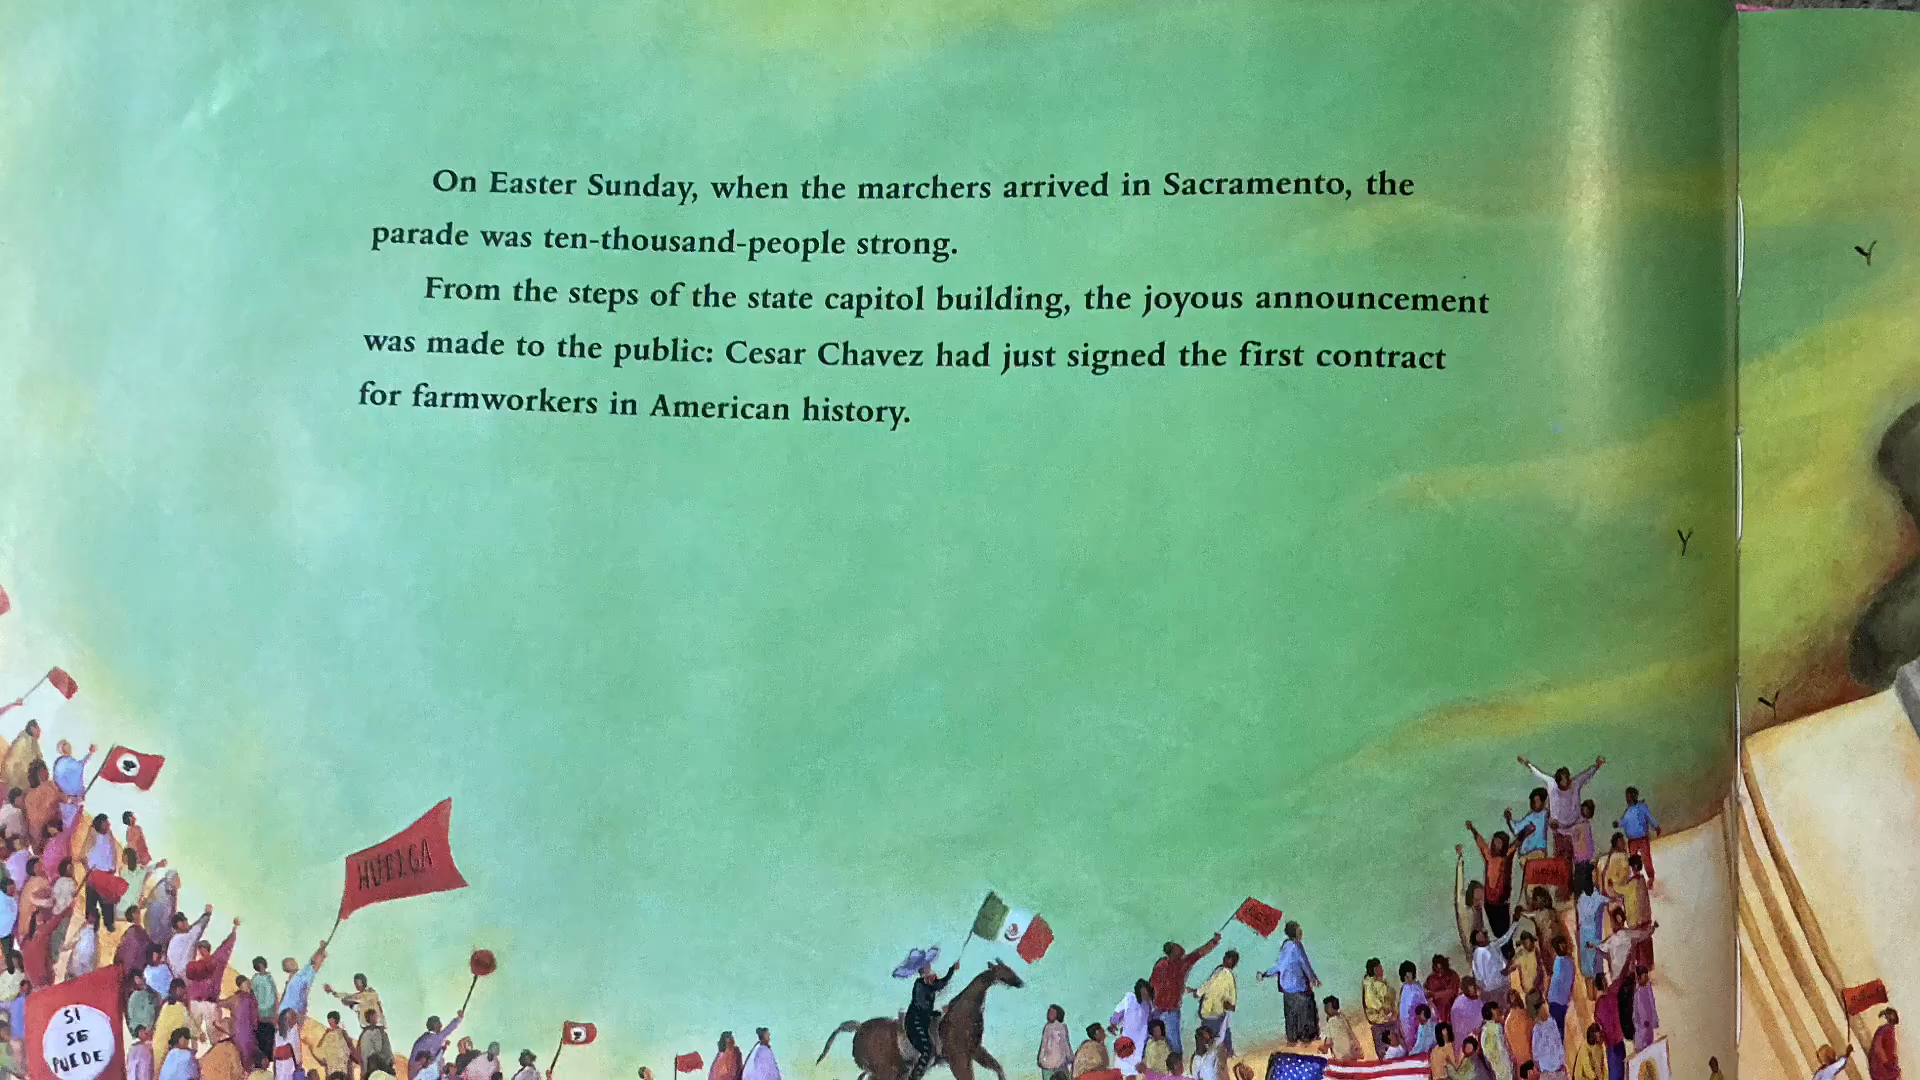 On Easter Sunday, when the marchers arrived in Sacramento, the
parade was ten-thousand-people strong.
From the steps of the state capitol building, the joyous announcement
was made to the public: Cesar Chavez had just signed the first contract
for farmworkers in American history.
HUELGA
SI
SE
PUEDE